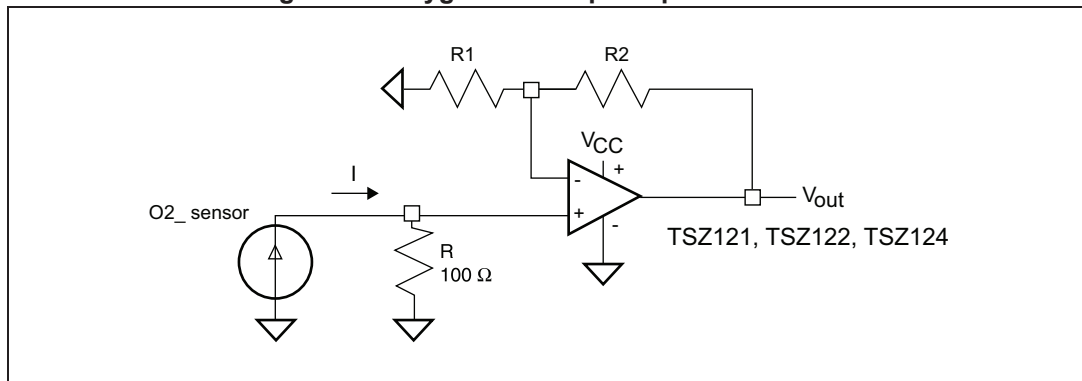 R1
R2
VCC
+
-
I
O2_ sensor
+
-
Vout
TSZ121, TSZ122, TSZ124
R
100 Ω